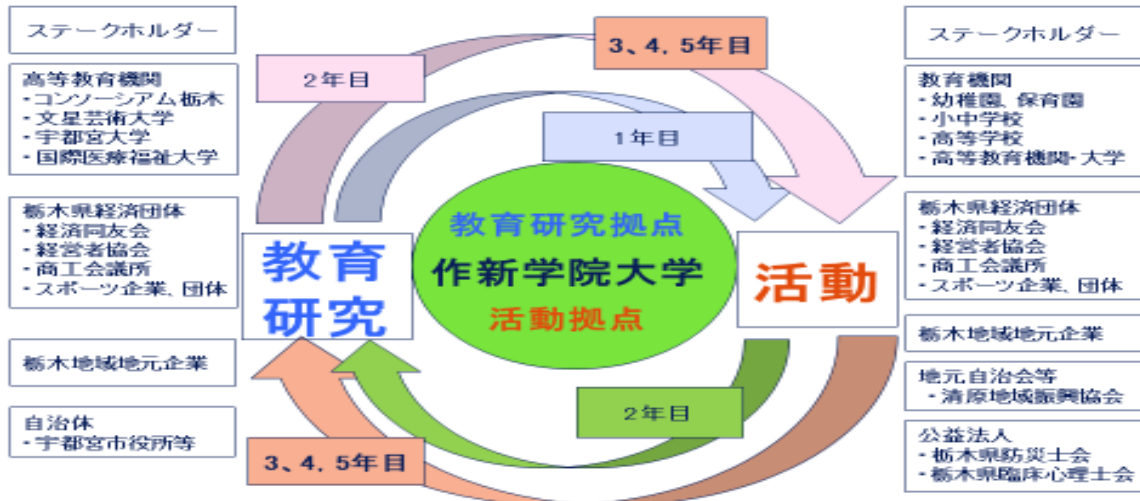 ステークホルダー
高等教育機関
・コンソーシアム栃木
・文星芸術大学
・宇都宮大学
・国際医療福祉大学
栃木県経済団体
・経済同友会
・経営者協会
・商工会議所
・スポーツ企業、団体
栃木地域地元企業
自治体
・宇都宮市役所等
2年目
3、4、5年目
1年目
教育研究拠点
作新学院大学
活動拠点
教育
研究
活動
2年目
3、4、5年目
ステークホルダー
教育機関
・幼稚園、保育園
・小中学校
・高等学校
・高等教育機関・大学
栃木県経済団体
・経済同友会
・経営者協会
・商工会議所
・スポーツ企業、団体
栃木地域地元企業
地元自治会等
・清原地域振興協会
公益法人
・栃木県防災士会
・栃木県臨床心理士会